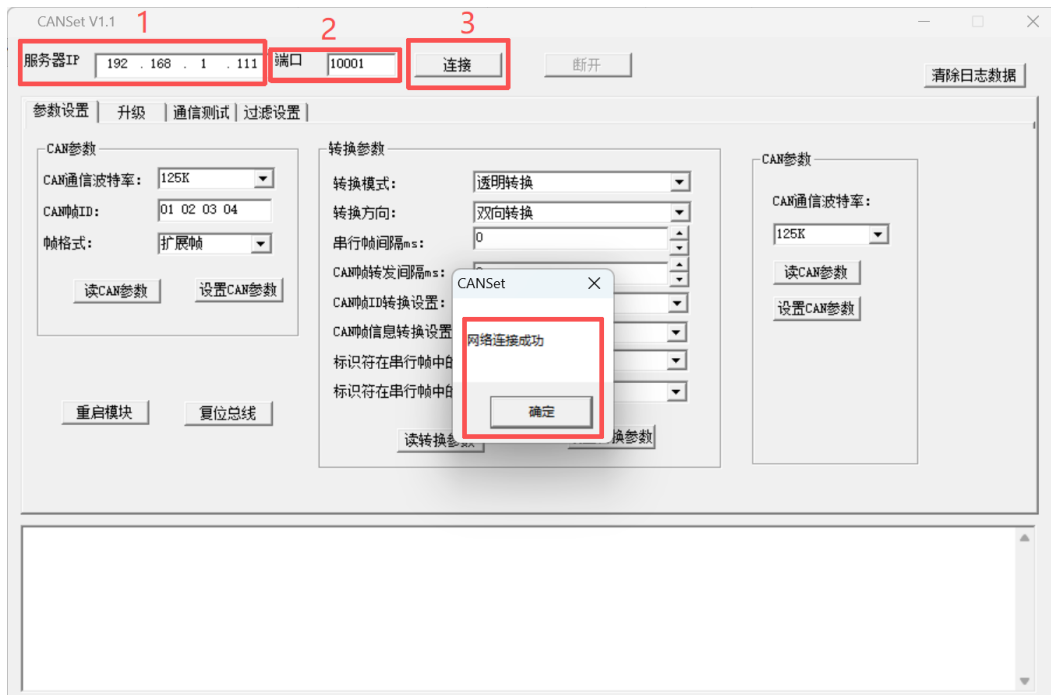 CANSet V1.1
1
2
3
服务器IP 192 . 168 . 1 . 111 端口 10001 连接 断开
清除日志数据
参数设置 升级 通信测试 过滤设置
CAN参数
CAN通信波特率: 125K
CAN帧ID: 01 02 03 04
帧格式: 扩展帧
读CAN参数 设置CAN参数
重启模块 复位总线
转换参数
转换模式: 透明转换
转换方向: 双向转换
串行帧间隔ms: 0
CAN帧转发间隔ms:
CAN帧ID转换设置:
CAN帧信息转换设置
标识符在串行帧中的
标识符在串行帧中的
读转换参数
换参数
CANSet
网络连接成功
确定
CAN参数
CAN通信波特率:
125K
读CAN参数
设置CAN参数